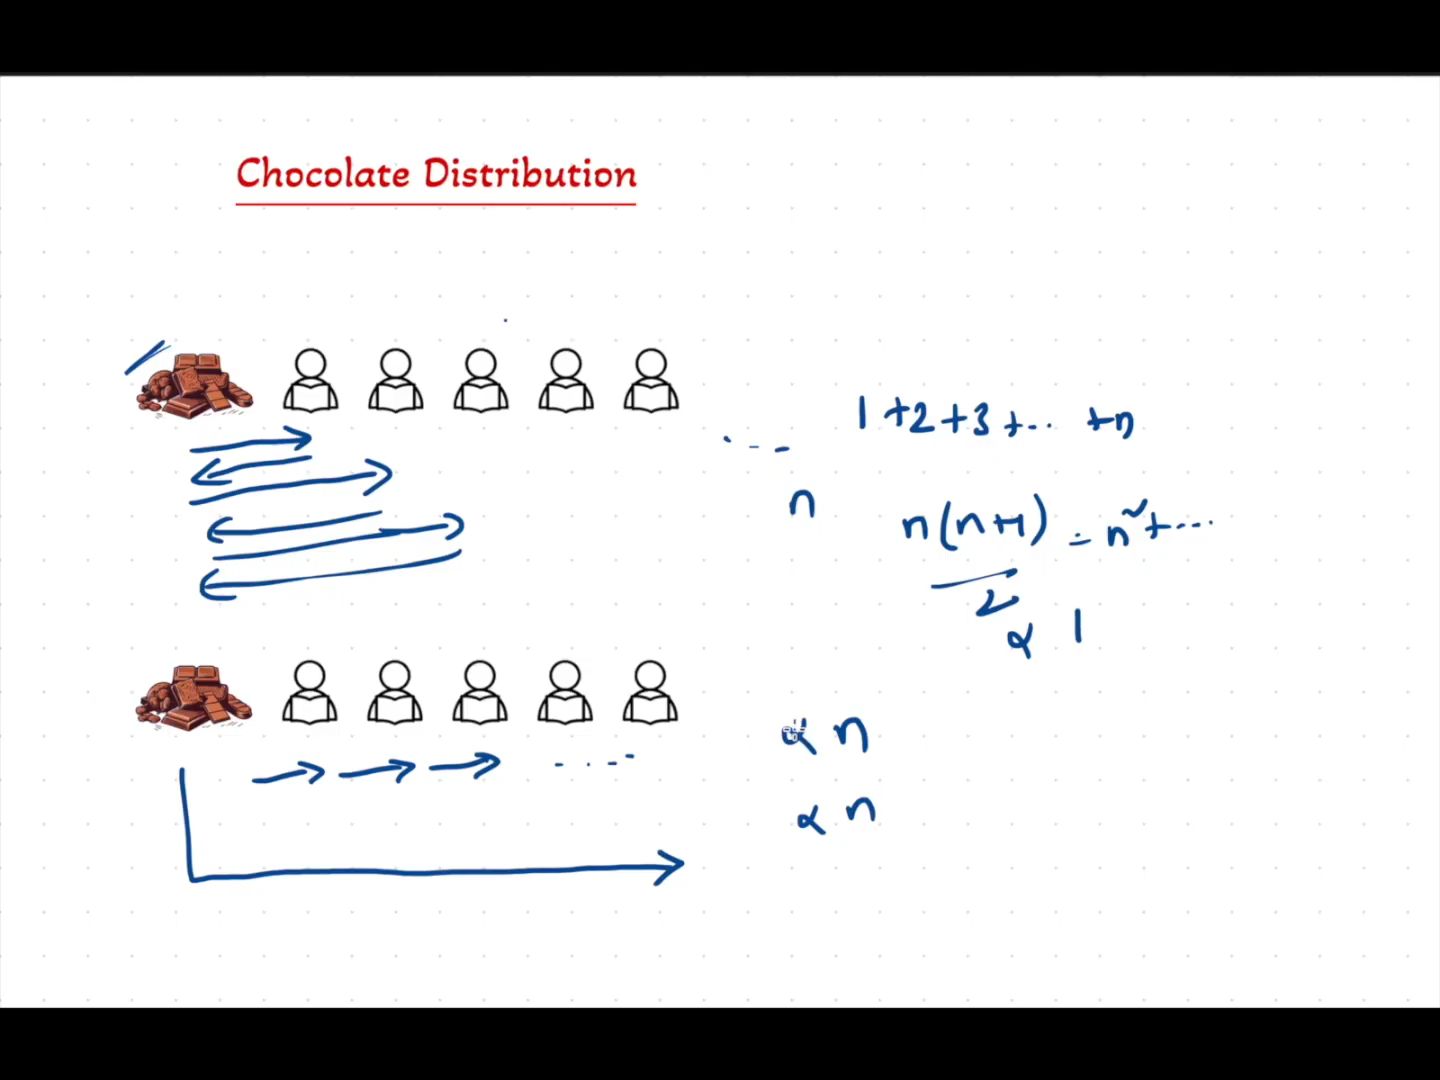 Chocolate Distribution
1 + 2 + 3 + ... + n
n
n(n+1) = n² + ...
2
α 1
α n
α n